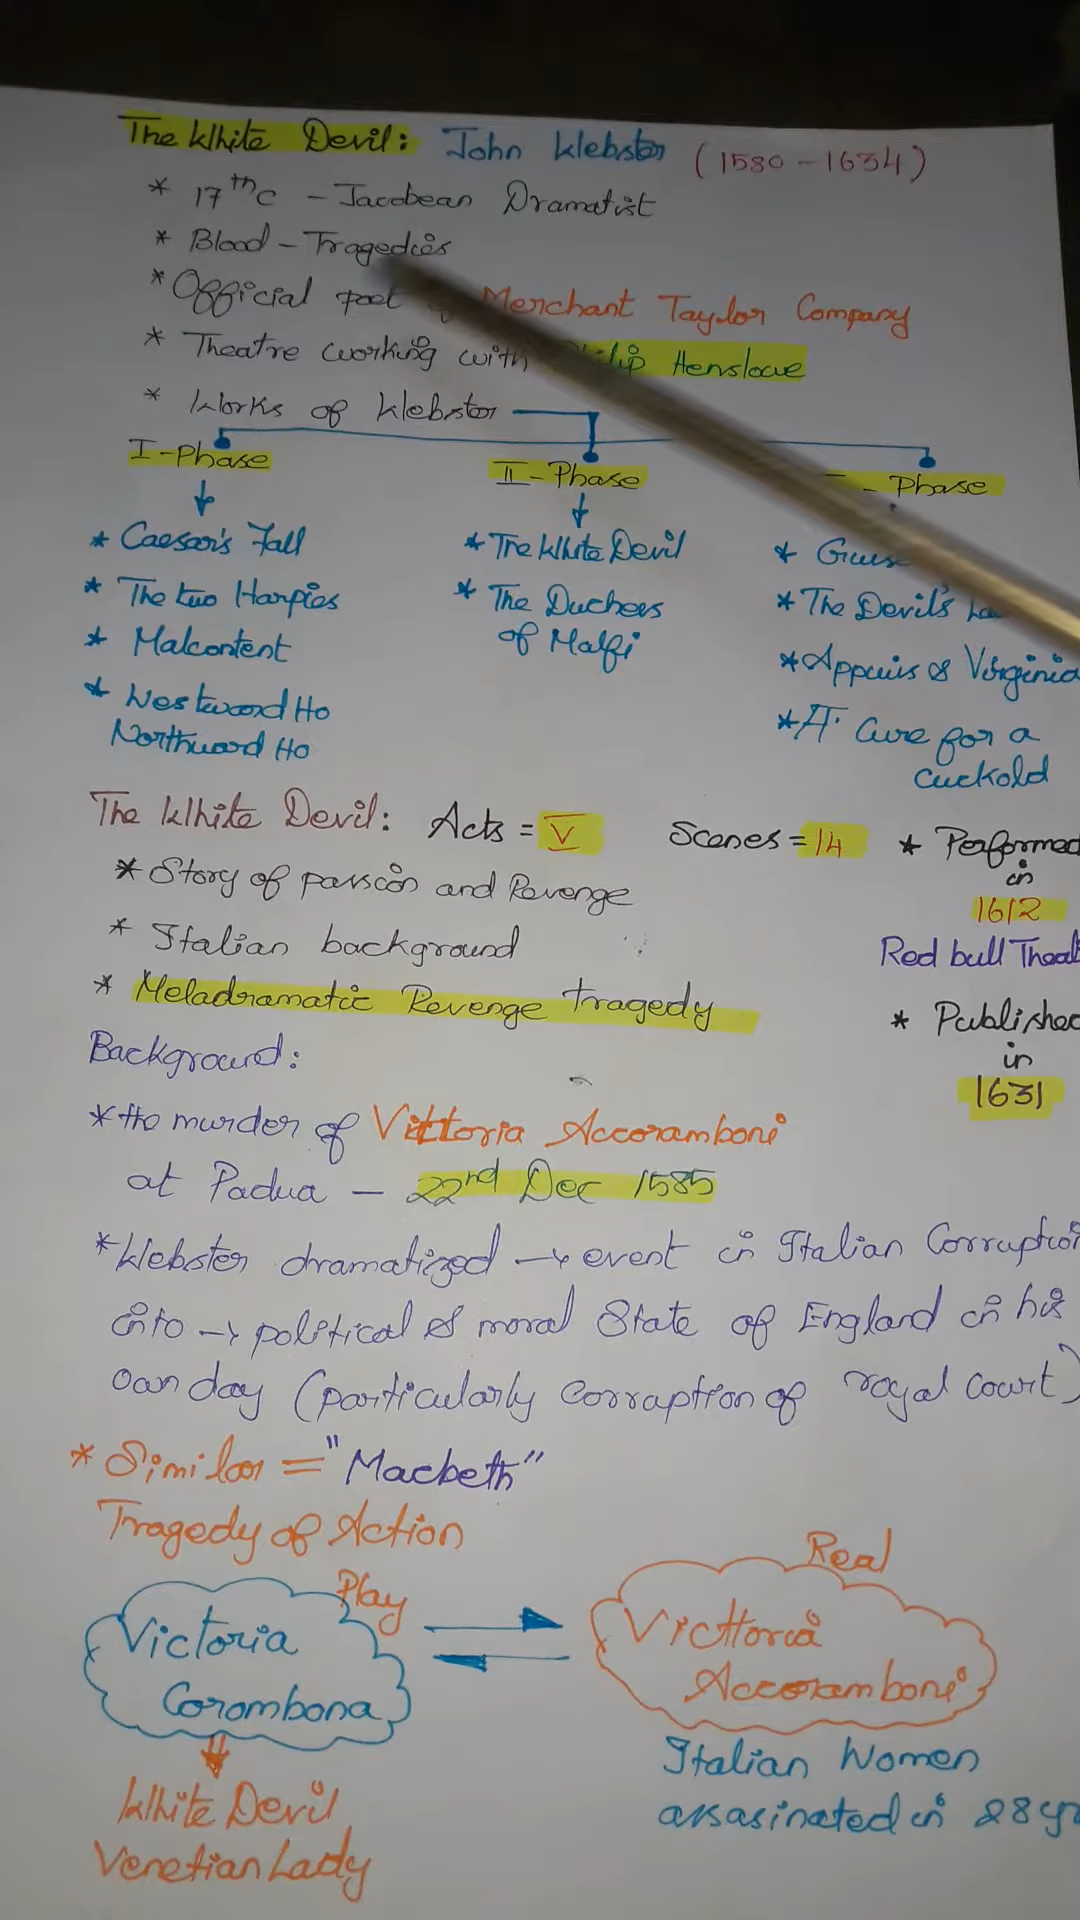 The White Devil: John Webster (1580 - 1634)
* 17th C - Jacobean Dramatist
* Blood - Tragedies
* Official poet Merchant Taylor Company
* Theatre working with Henslowe
* Works of Webster
I - Phase II - Phase - Phase
* Caesar's Fall * The White Devil *
* The two Harpies * The Duchess * The Devil's
* Malcontent of Malfi * Appuis & Virginia
* Westward Ho * A Cure for a
Northward Ho cuckold
The White Devil: Acts = V Scenes = 14 * Performed
in
* Story of passion and Revenge 1612
* Italian background Red bull
* Meladramatic Revenge tragedy * Published
Background: in
1631
* the murder of Vittoria Accoramboni
at Padua - 22nd Dec 1585
* Webster dramatized → event in Italian
into → political & moral State of England in his
own day (particularly corruption of royal court)
* Similar = "Macbeth"
Tragedy of Action
Play Real
Victoria Victtoria
Corombona Accoramboni
White Devil Italian Women
Venetian Lady assasinated in 28